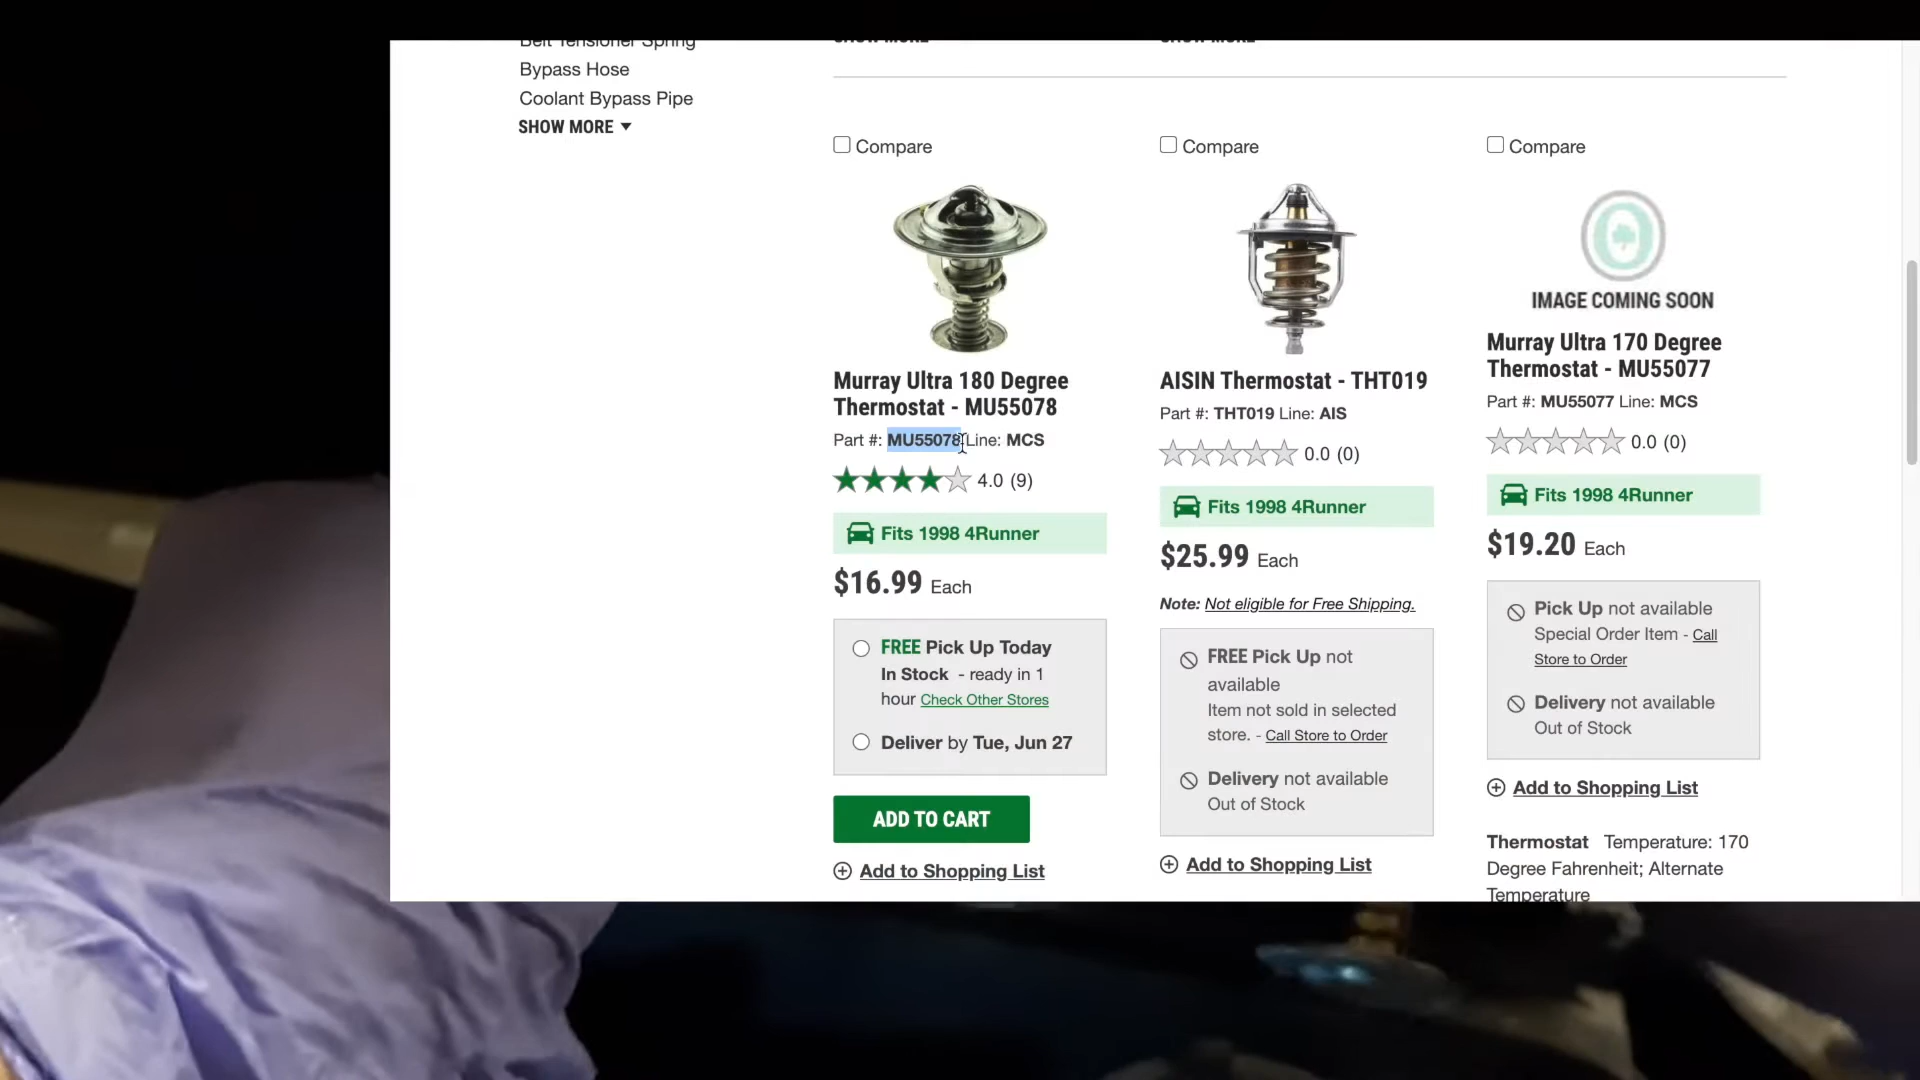 Belt Tensioner Spring
Bypass Hose
Coolant Bypass Pipe
SHOW MORE
SHOW MORE
SHOW MORE
Compare
Murray Ultra 180 Degree
Thermostat - MU55078
Part #: MU55078 Line: MCS
4.0 (9)
Fits 1998 4Runner
$16.99 Each
FREE Pick Up Today
In Stock - ready in 1
hour Check Other Stores
Deliver by Tue, Jun 27
ADD TO CART
Add to Shopping List
Compare
AISIN Thermostat - THT019
Part #: THT019 Line: AIS
0.0 (0)
Fits 1998 4Runner
$25.99 Each
Note: Not eligible for Free Shipping.
FREE Pick Up not
available
Item not sold in selected
store. - Call Store to Order
Delivery not available
Out of Stock
Add to Shopping List
Compare
IMAGE COMING SOON
Murray Ultra 170 Degree
Thermostat - MU55077
Part #: MU55077 Line: MCS
0.0 (0)
Fits 1998 4Runner
$19.20 Each
Pick Up not available
Special Order Item - Call
Store to Order
Delivery not available
Out of Stock
Add to Shopping List
Thermostat Temperature: 170
Degree Fahrenheit; Alternate
Temperature